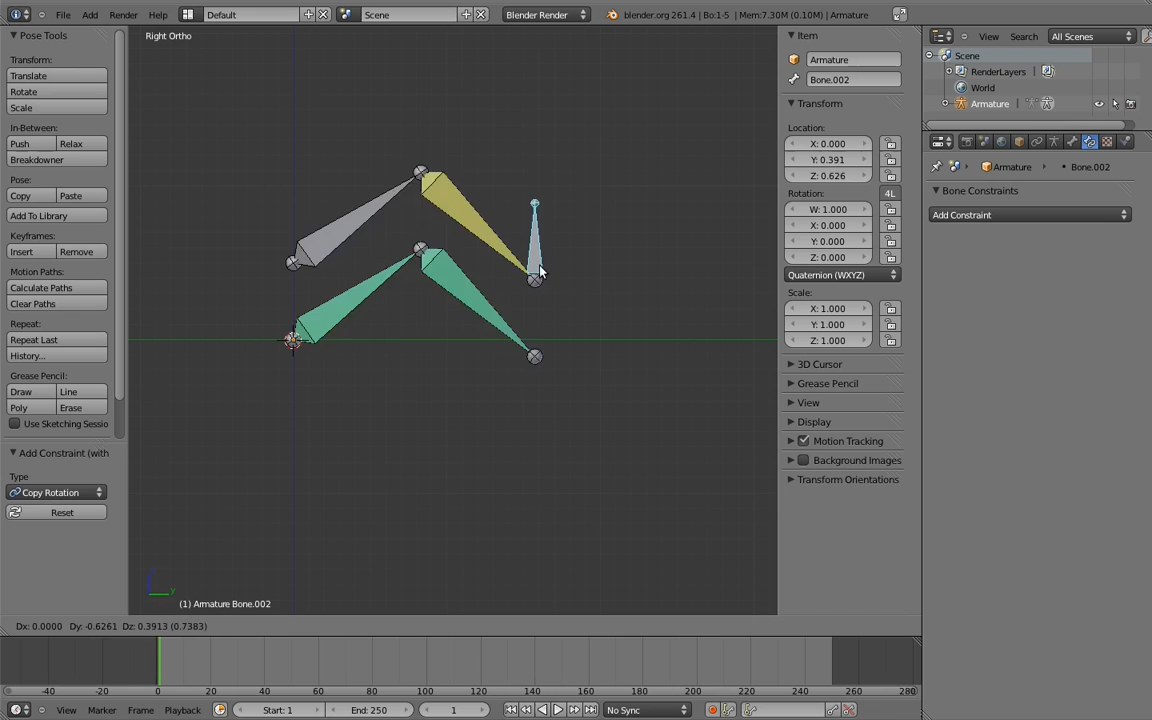 File Add Render Help Default Scene Blender Render blender.org 261.4 | Bo:1-5 | Mem:7.30M (0.10M) | Armature
Pose Tools
Transform:
Translate
Rotate
Scale
In-Between:
Push Relax
Breakdowner
Pose:
Copy Paste
Add To Library
Keyframes:
Insert Remove
Motion Paths:
Calculate Paths
Clear Paths
Repeat:
Repeat Last
History...
Grease Pencil:
Draw Line
Poly Erase
Use Sketching Sessio
Add Constraint (with
Type
Copy Rotation
Reset
Right Ortho
y
(1) Armature Bone.002
Dx: 0.0000 Dy: -0.6261 Dz: 0.3913 (0.7383)
Item
Armature
Bone.002
Transform
Location:
X: 0.000
Y: 0.391
Z: 0.626
Rotation: 4L
W: 1.000
X: 0.000
Y: 0.000
Z: 0.000
Quaternion (WXYZ)
Scale:
X: 1.000
Y: 1.000
Z: 1.000
3D Cursor
Grease Pencil
View
Display
Motion Tracking
Background Images
Transform Orientations
View Search All Scenes
Scene
RenderLayers |
World
Armature |
Armature Bone.002
Bone Constraints
Add Constraint
-40 -20 0 20 40 60 80 100 120 140 160 180 200 220 240 260 280
View Marker Frame Playback Start: 1 End: 250 1 No Sync